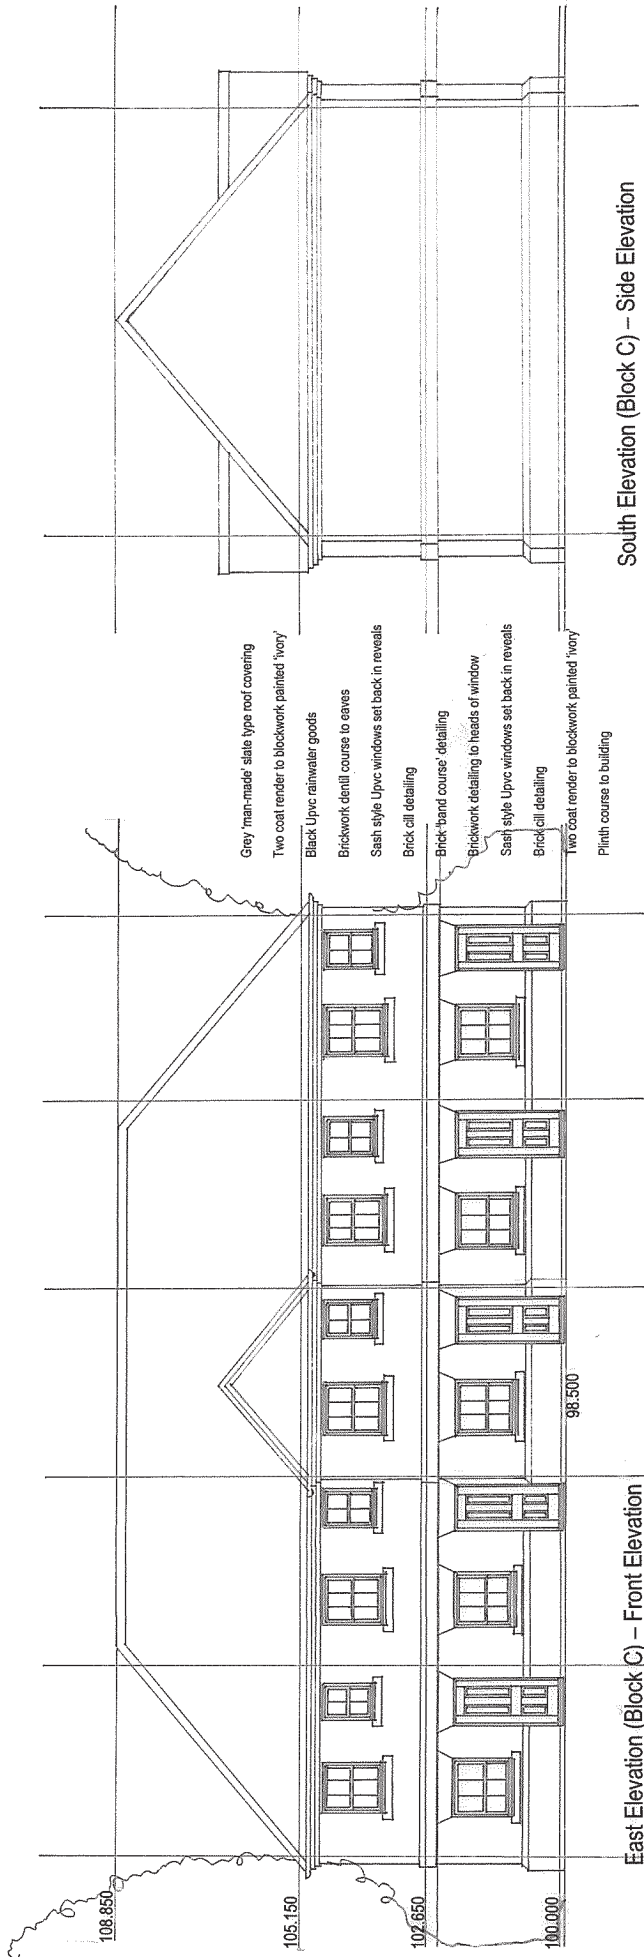 108.850
105.150
102.650
100.000
98.500
East Elevation (Block C) – Front Elevation
Grey 'man-made' slate type roof covering
Two coat render to blockwork painted 'ivory'
Black Upvc rainwater goods
Brickwork dentil course to eaves
Sash style Upvc windows set back in reveals
Brick cill detailing
Brick 'band course' detailing
Brickwork detailing to heads of window
Sash style Upvc windows set back in reveals
Brick cill detailing
Two coat render to blockwork painted 'ivory'
Plinth course to building
South Elevation (Block C) – Side Elevation